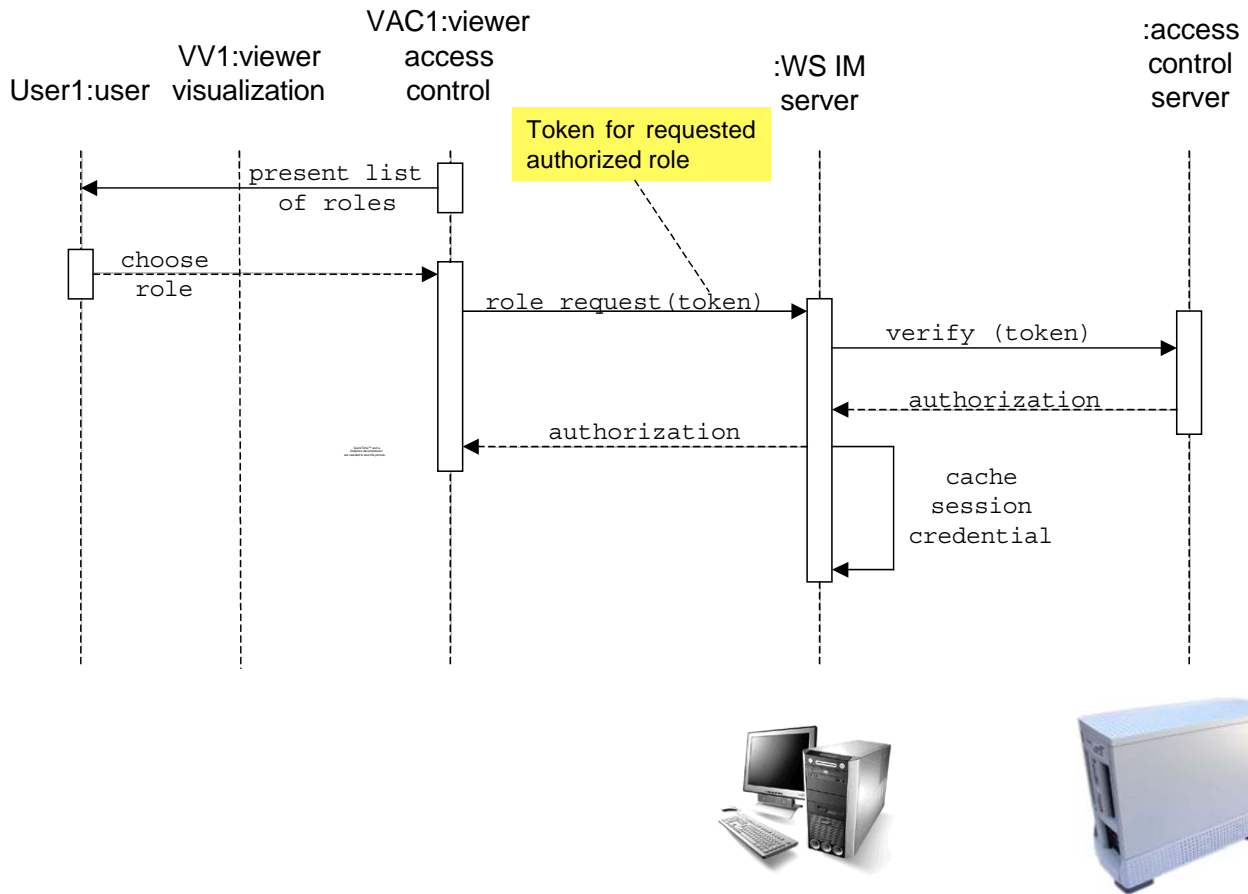 User1:user
VV1:viewer
visualization
VAC1:viewer
access
control
:WS IM
server
:access
control
server
Token for requested
authorized role
present list
of roles
choose
role
role request(token)
verify (token)
authorization
authorization
cache
session
credential